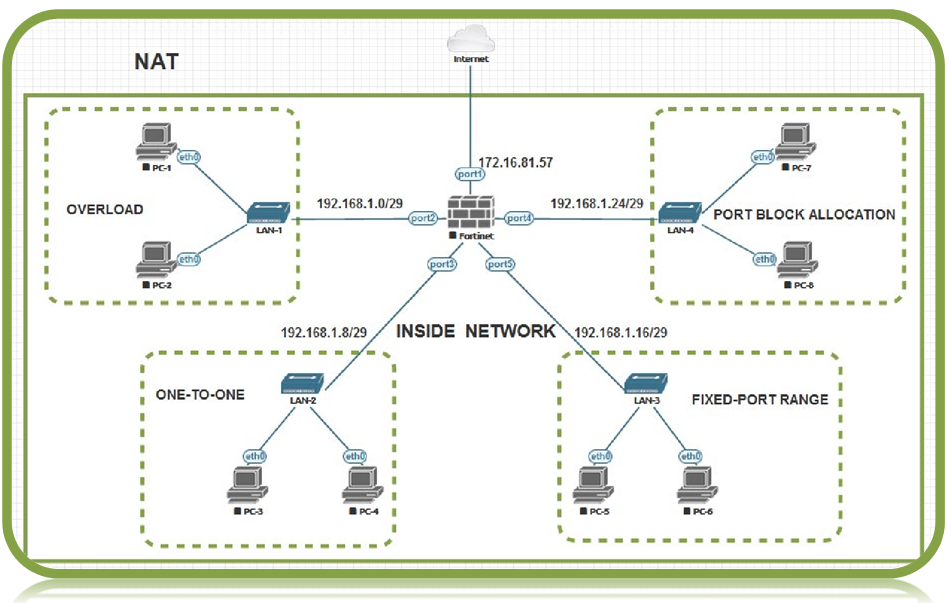 Internet
NAT
172.16.81.57
port1
PC-1
eth0
OVERLOAD
LAN-1
eth0
PC-2
192.168.1.0/29
port2
Fortinet
port4
192.168.1.24/29
PC-7
eth0
PORT BLOCK ALLOCATION
LAN-4
eth0
PC-8
port3
port5
192.168.1.8/29
INSIDE NETWORK
192.168.1.16/29
ONE-TO-ONE
LAN-2
eth0
eth0
PC-3
PC-4
LAN-3
FIXED-PORT RANGE
eth0
eth0
PC-5
PC-6